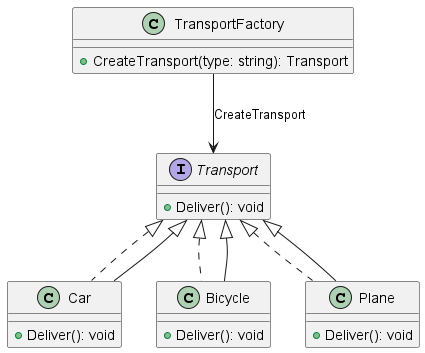 C TransportFactory
CreateTransport(type: string): Transport
CreateTransport
I Transport
Deliver(): void
C Car
Deliver(): void
C Bicycle
Deliver(): void
C Plane
Deliver(): void